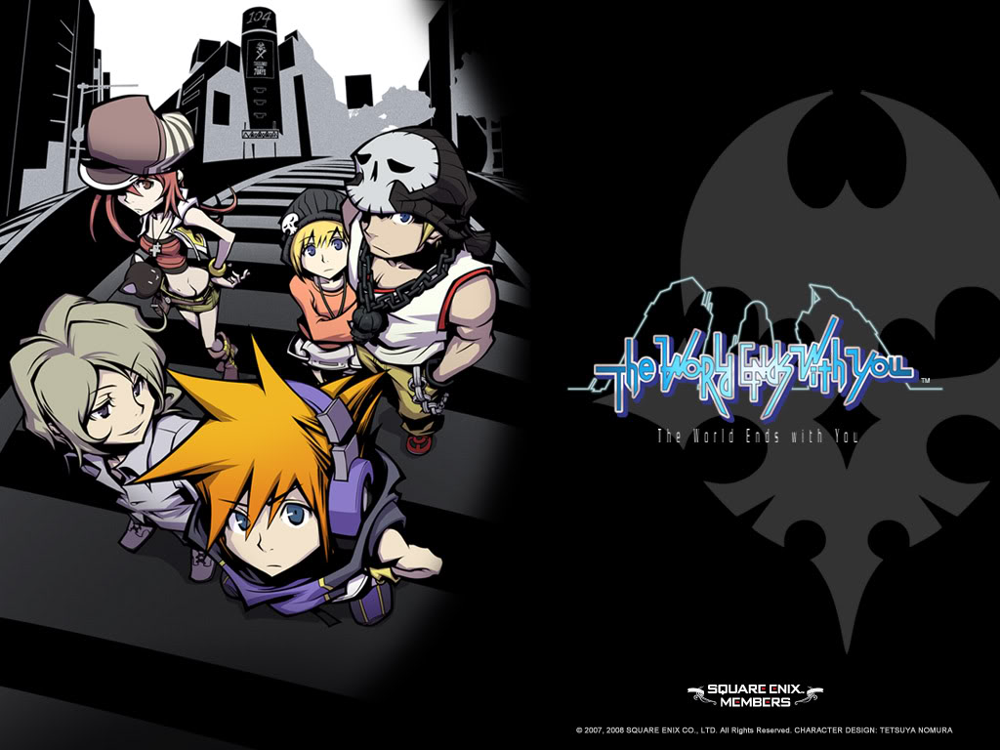 104
The World Ends With You TM
The World Ends with You
SQUARE ENIX
MEMBERS
© 2007, 2008 SQUARE ENIX CO., LTD. All Rights Reserved. CHARACTER DESIGN: TETSUYA NOMURA